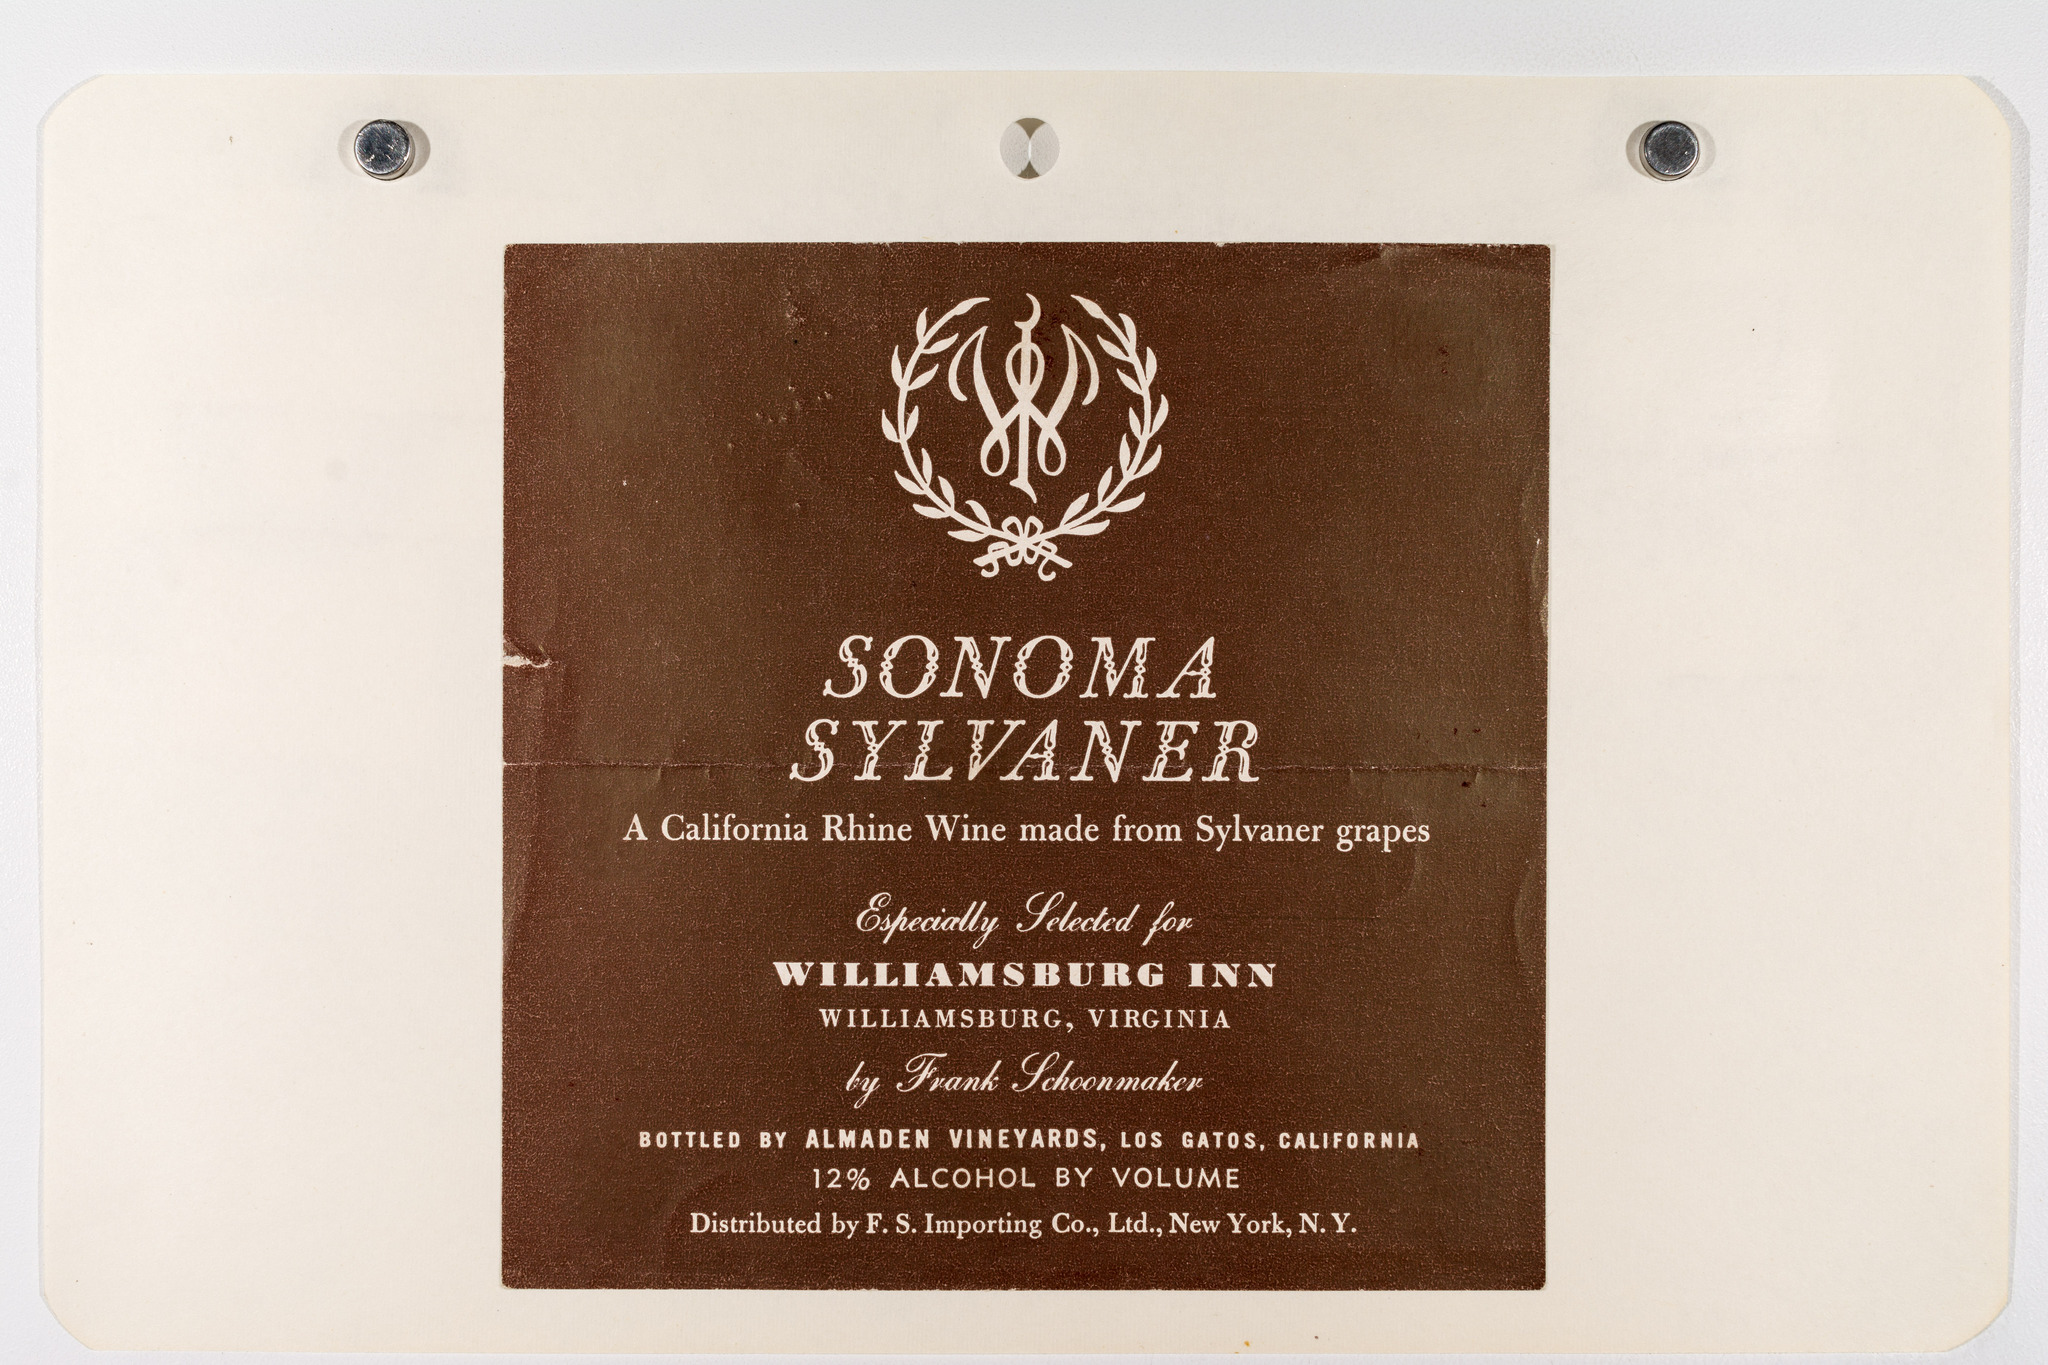 SONOMA
SYLVANER
A California Rhine Wine made from Sylvaner grapes
Especially Selected for
WILLIAMSBURG INN
WILLIAMSBURG, VIRGINIA
by Frank Schoonmaker
BOTTLED BY ALMADEN VINEYARDS, LOS GATOS, CALIFORNIA
12% ALCOHOL BY VOLUME
Distributed by F. S. Importing Co., Ltd., New York, N. Y.